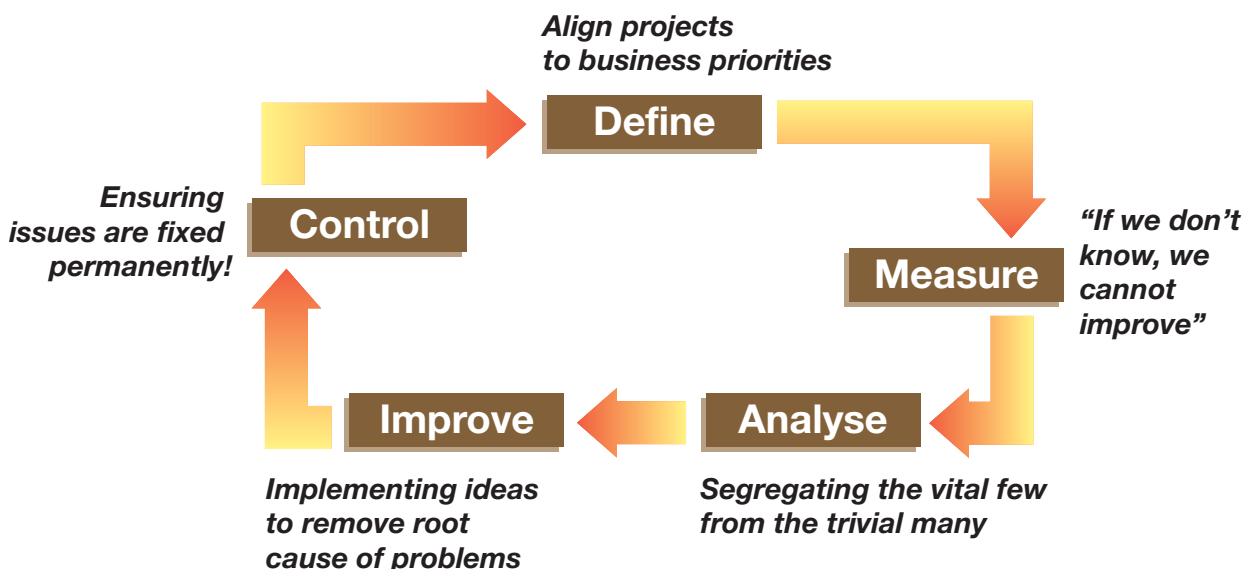 Align projects
to business priorities
Define
“If we don’t
know, we
cannot
improve”
Measure
Analyse
Segregating the vital few
from the trivial many
Improve
Implementing ideas
to remove root
cause of problems
Control
Ensuring
issues are fixed
permanently!